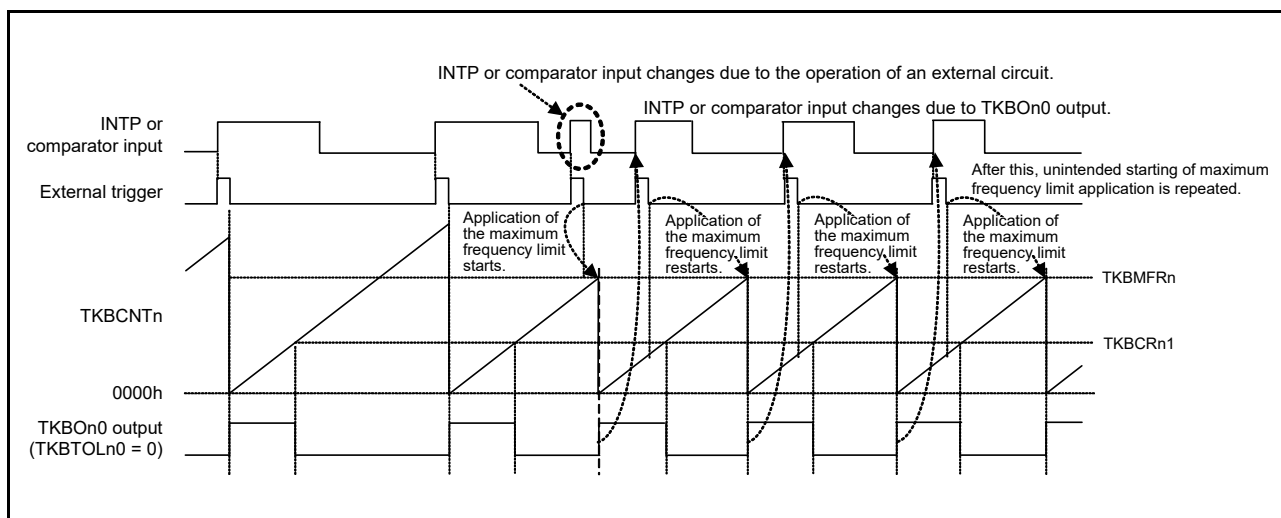 INTP or comparator input changes due to the operation of an external circuit.
INTP or comparator input changes due to TKBOn0 output.
INTP or
comparator input
After this, unintended starting of maximum
frequency limit application is repeated.
External trigger
Application of
the maximum
frequency limit
starts.
Application of
the maximum
frequency limit
restarts.
Application of
the maximum
frequency limit
restarts.
Application of
the maximum
frequency limit
restarts.
TKBMFRn
TKBCNTn
TKBCRn1
0000h
TKBOn0 output
(TKBTOLn0 = 0)